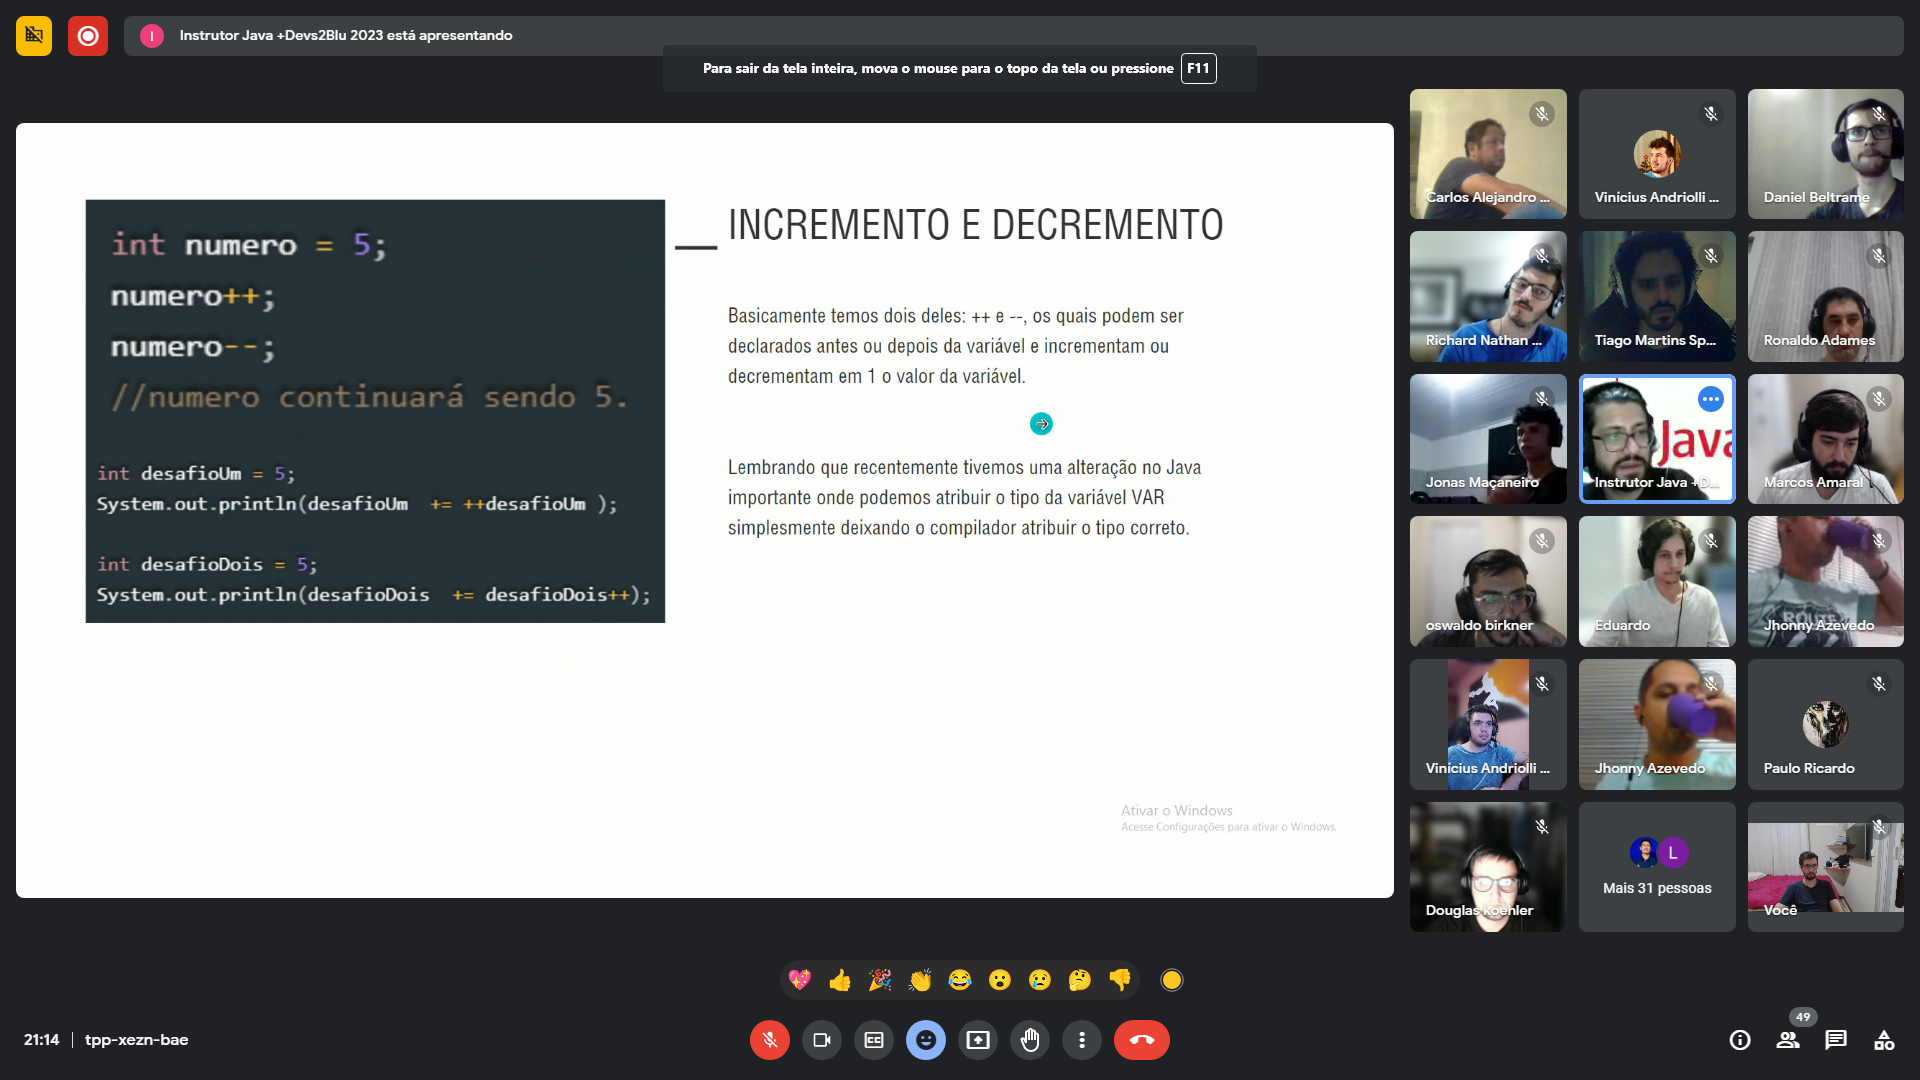 Instrutor Java +Devs2Blu 2023 está apresentando
Para sair da tela inteira, mova o mouse para o topo da tela ou pressione F11
int numero = 5;
numero++;
numero--;
//numero continuará sendo 5.
int desafioUm = 5;
System.out.println(desafioUm  += ++desafioUm );
int desafioDois = 5;
System.out.println(desafioDois  += desafioDois++);
INCREMENTO E DECREMENTO
Basicamente temos dois deles: ++ e --, os quais podem ser
declarados antes ou depois da variável e incrementam ou
decrementam em 1 o valor da variável.
Lembrando que recentemente tivemos uma alteração no Java
importante onde podemos atribuir o tipo da variável VAR
simplesmente deixando o compilador atribuir o tipo correto.
Ativar o Windows
Acesse Configurações para ativar o Windows.
Carlos Alejandro ...
Vinícius Andriolli ...
Daniel Beltrame
Richard Nathan ...
Tiago Martins Sp...
Ronaldo Adames
Jonas Maçaneiro
Java
Instrutor Java +D...
Marcos Amaral
oswaldo birkner
Eduardo
Jhonny Azevedo
Vinícius Andriolli ...
Jhonny Azevedo
Paulo Ricardo
Douglas koehler
L
Mais 31 pessoas
Você
21:14 | tpp-xezn-bae
CC
49
I